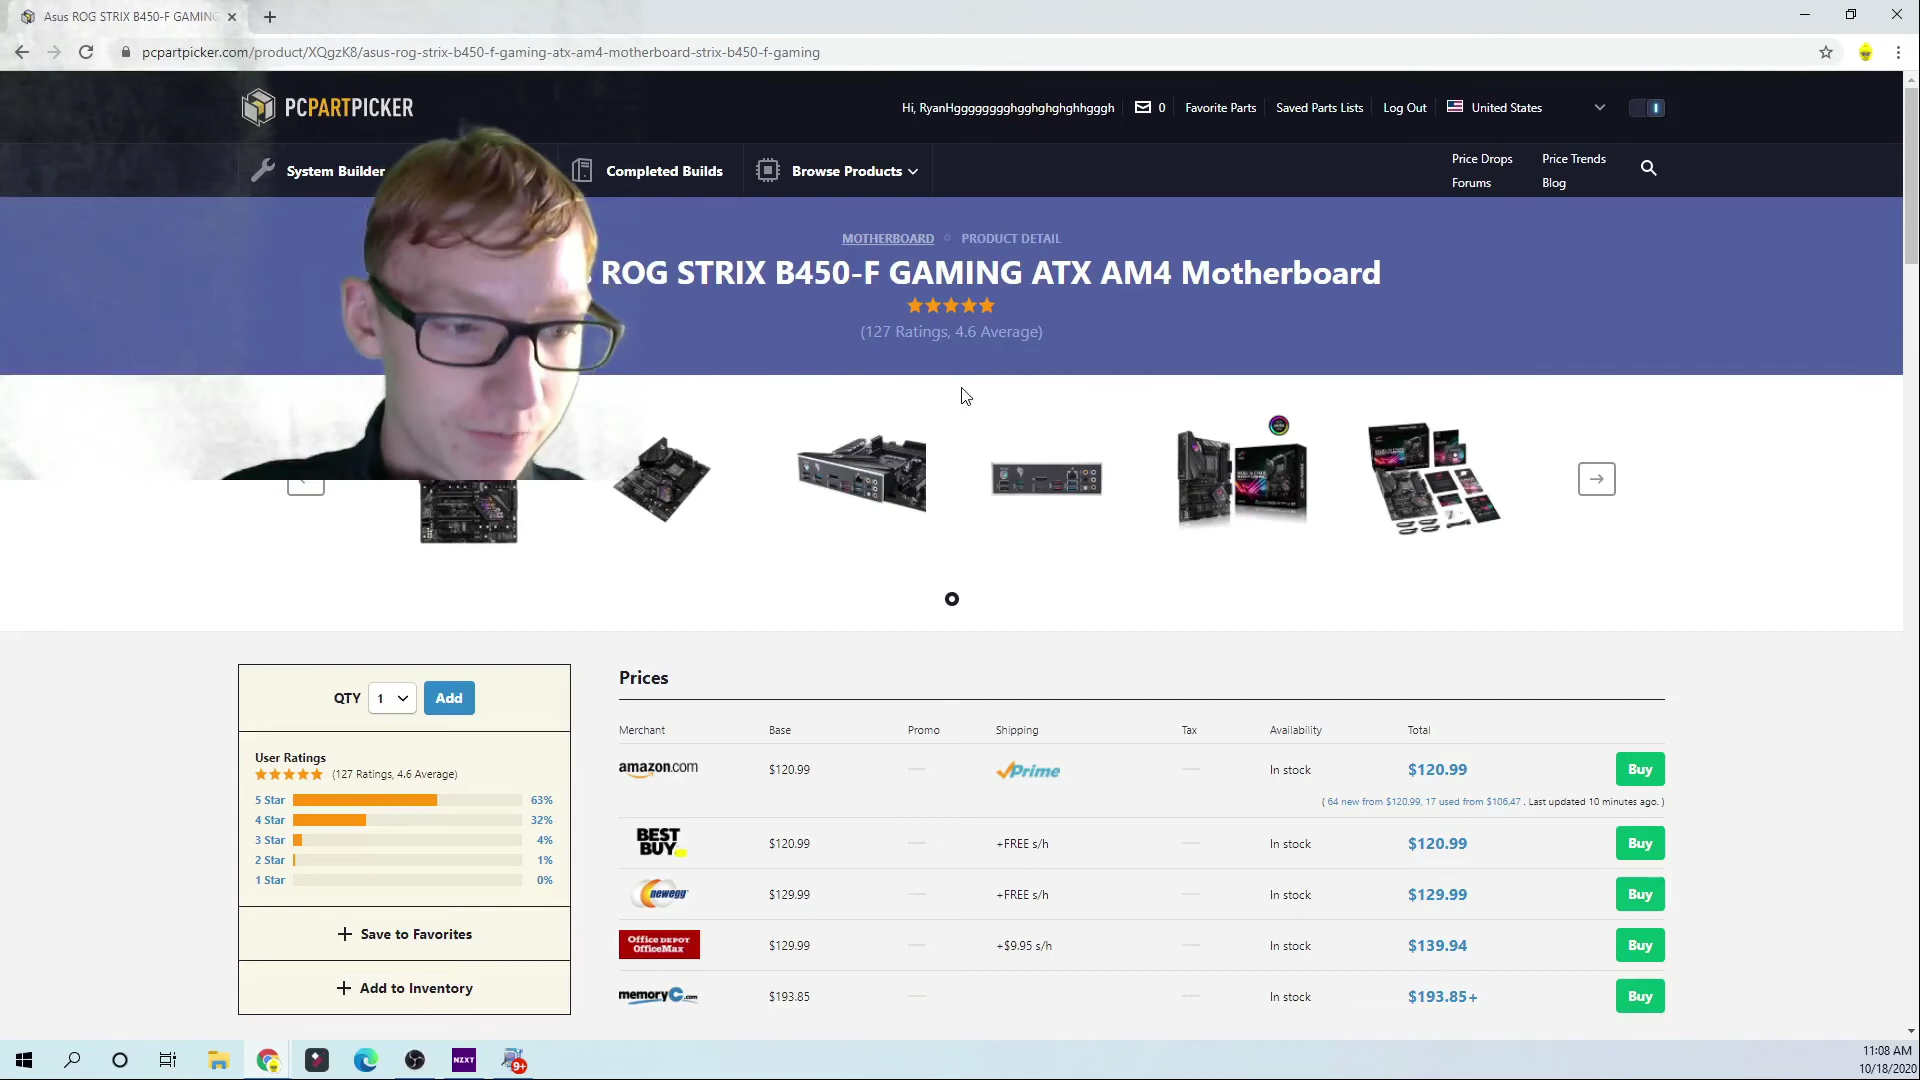 Asus ROG STRIX B450-F GAMING
pcpartpicker.com/product/XQgzK8/asus-rog-strix-b450-f-gaming-atx-am4-motherboard-strix-b450-f-gaming
PCPARTPICKER
Hi, RyanHgggggggghgghghghghhgggh
0
Favorite Parts
Saved Parts Lists
Log Out
United States
System Builder
Completed Builds
Browse Products
Price Drops
Price Trends
Forums
Blog
MOTHERBOARD
PRODUCT DETAIL
ROG STRIX B450-F GAMING ATX AM4 Motherboard
(127 Ratings, 4.6 Average)
QTY 1 Add
User Ratings
(127 Ratings, 4.6 Average)
5 Star 63%
4 Star 32%
3 Star 4%
2 Star 1%
1 Star 0%
+ Save to Favorites
+ Add to Inventory
Prices
Merchant Base Promo Shipping Tax Availability Total
amazon.com $120.99 — Prime — In stock $120.99 Buy
( 64 new from $120.99, 17 used from $106.47 . Last updated 10 minutes ago. )
BEST BUY $120.99 — +FREE s/h — In stock $120.99 Buy
newegg $129.99 — +FREE s/h — In stock $129.99 Buy
Office DEPOT OfficeMax $129.99 — +$9.95 s/h — In stock $139.94 Buy
memoryC.com $193.85 — — In stock $193.85+ Buy
NZXT
9+
11:08 AM
10/18/2020